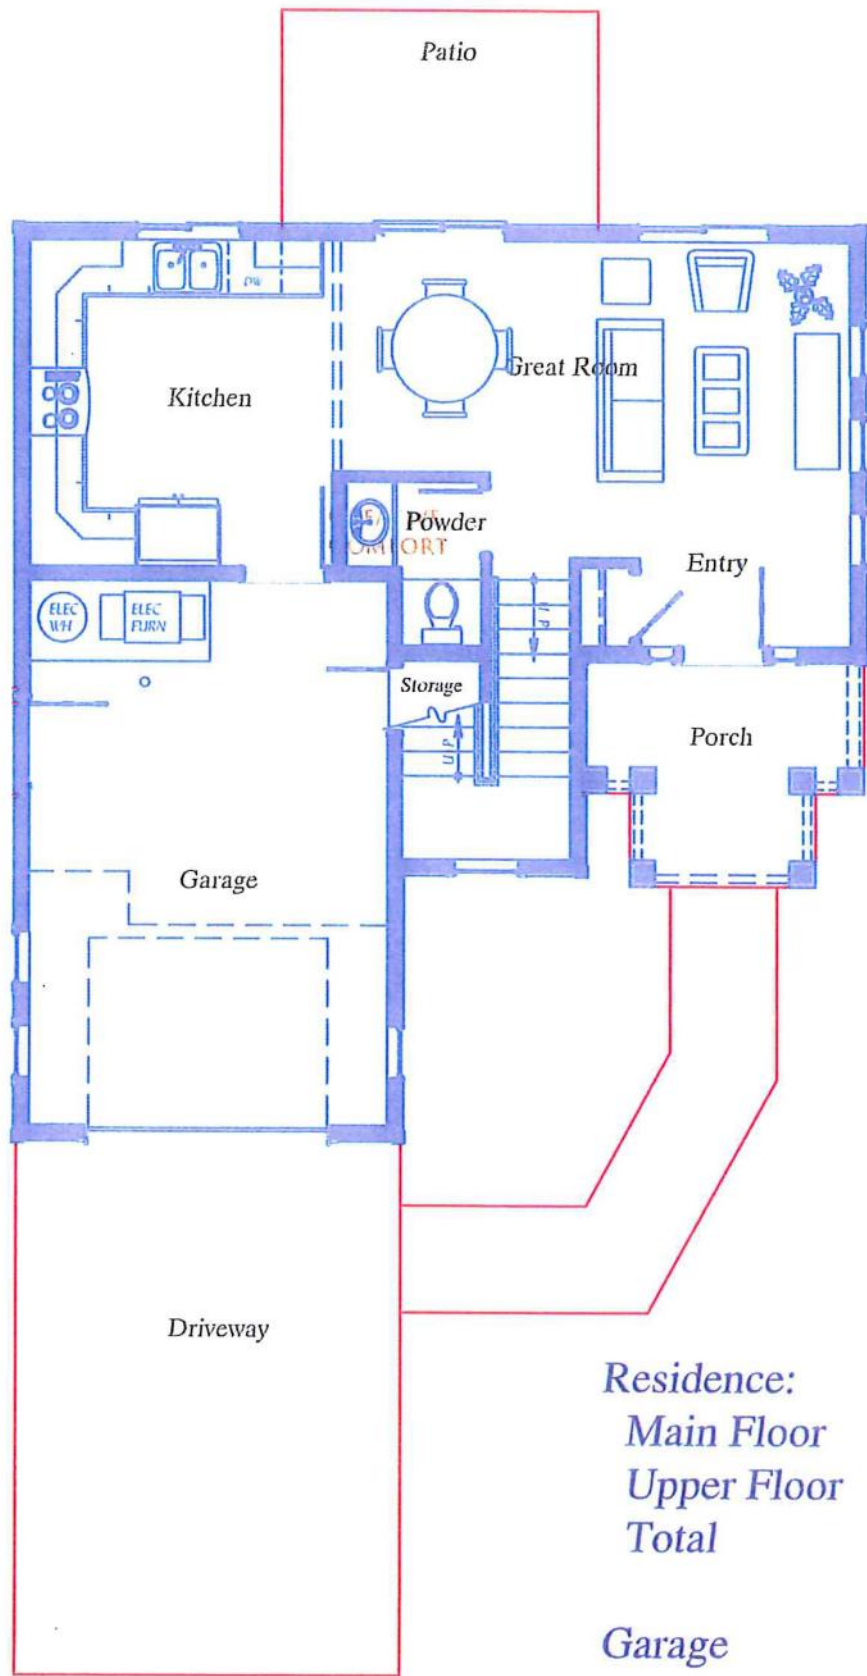 Patio
DW
Great Room
Kitchen
Powder
COMFORT
Entry
ELEC
WH
ELEC
FURN
UP
Storage
UP
Porch
Garage
Driveway
Residence:
Main Floor
Upper Floor
Total
Garage